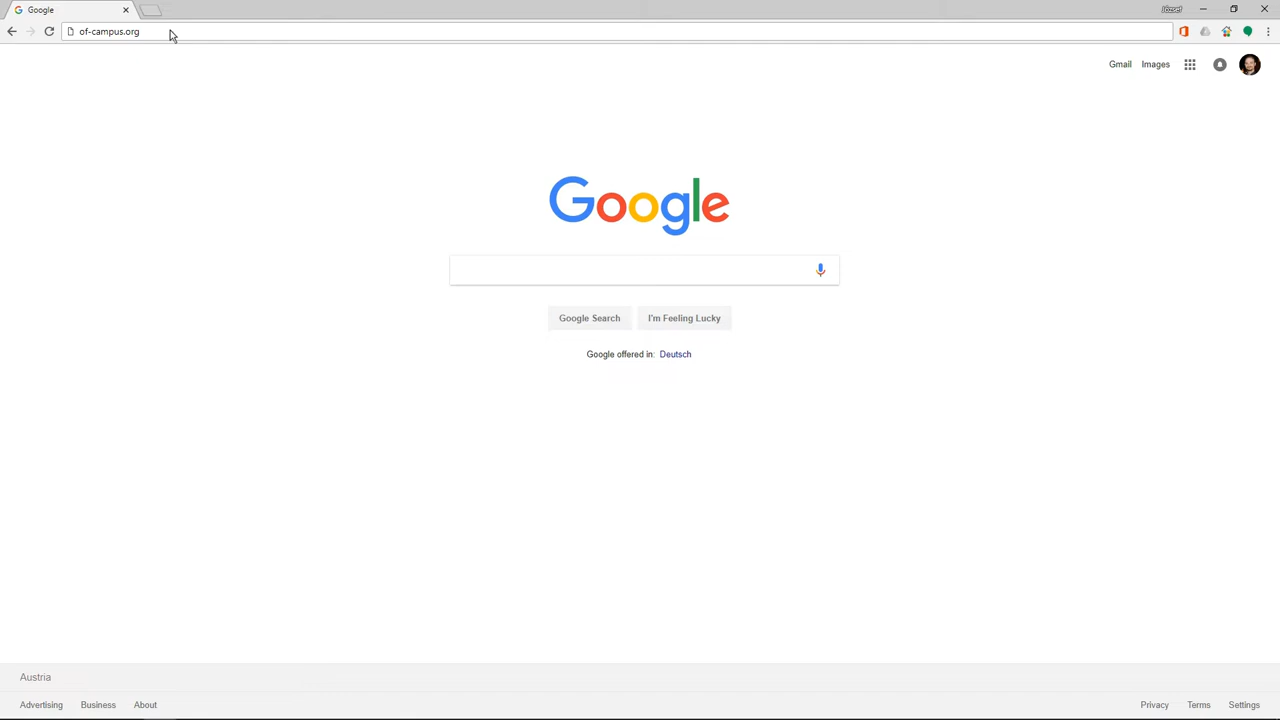 Google
József
of-campus.org
Gmail Images
Google
Google Search I'm Feeling Lucky
Google offered in: Deutsch
Austria
Advertising Business About Privacy Terms Settings